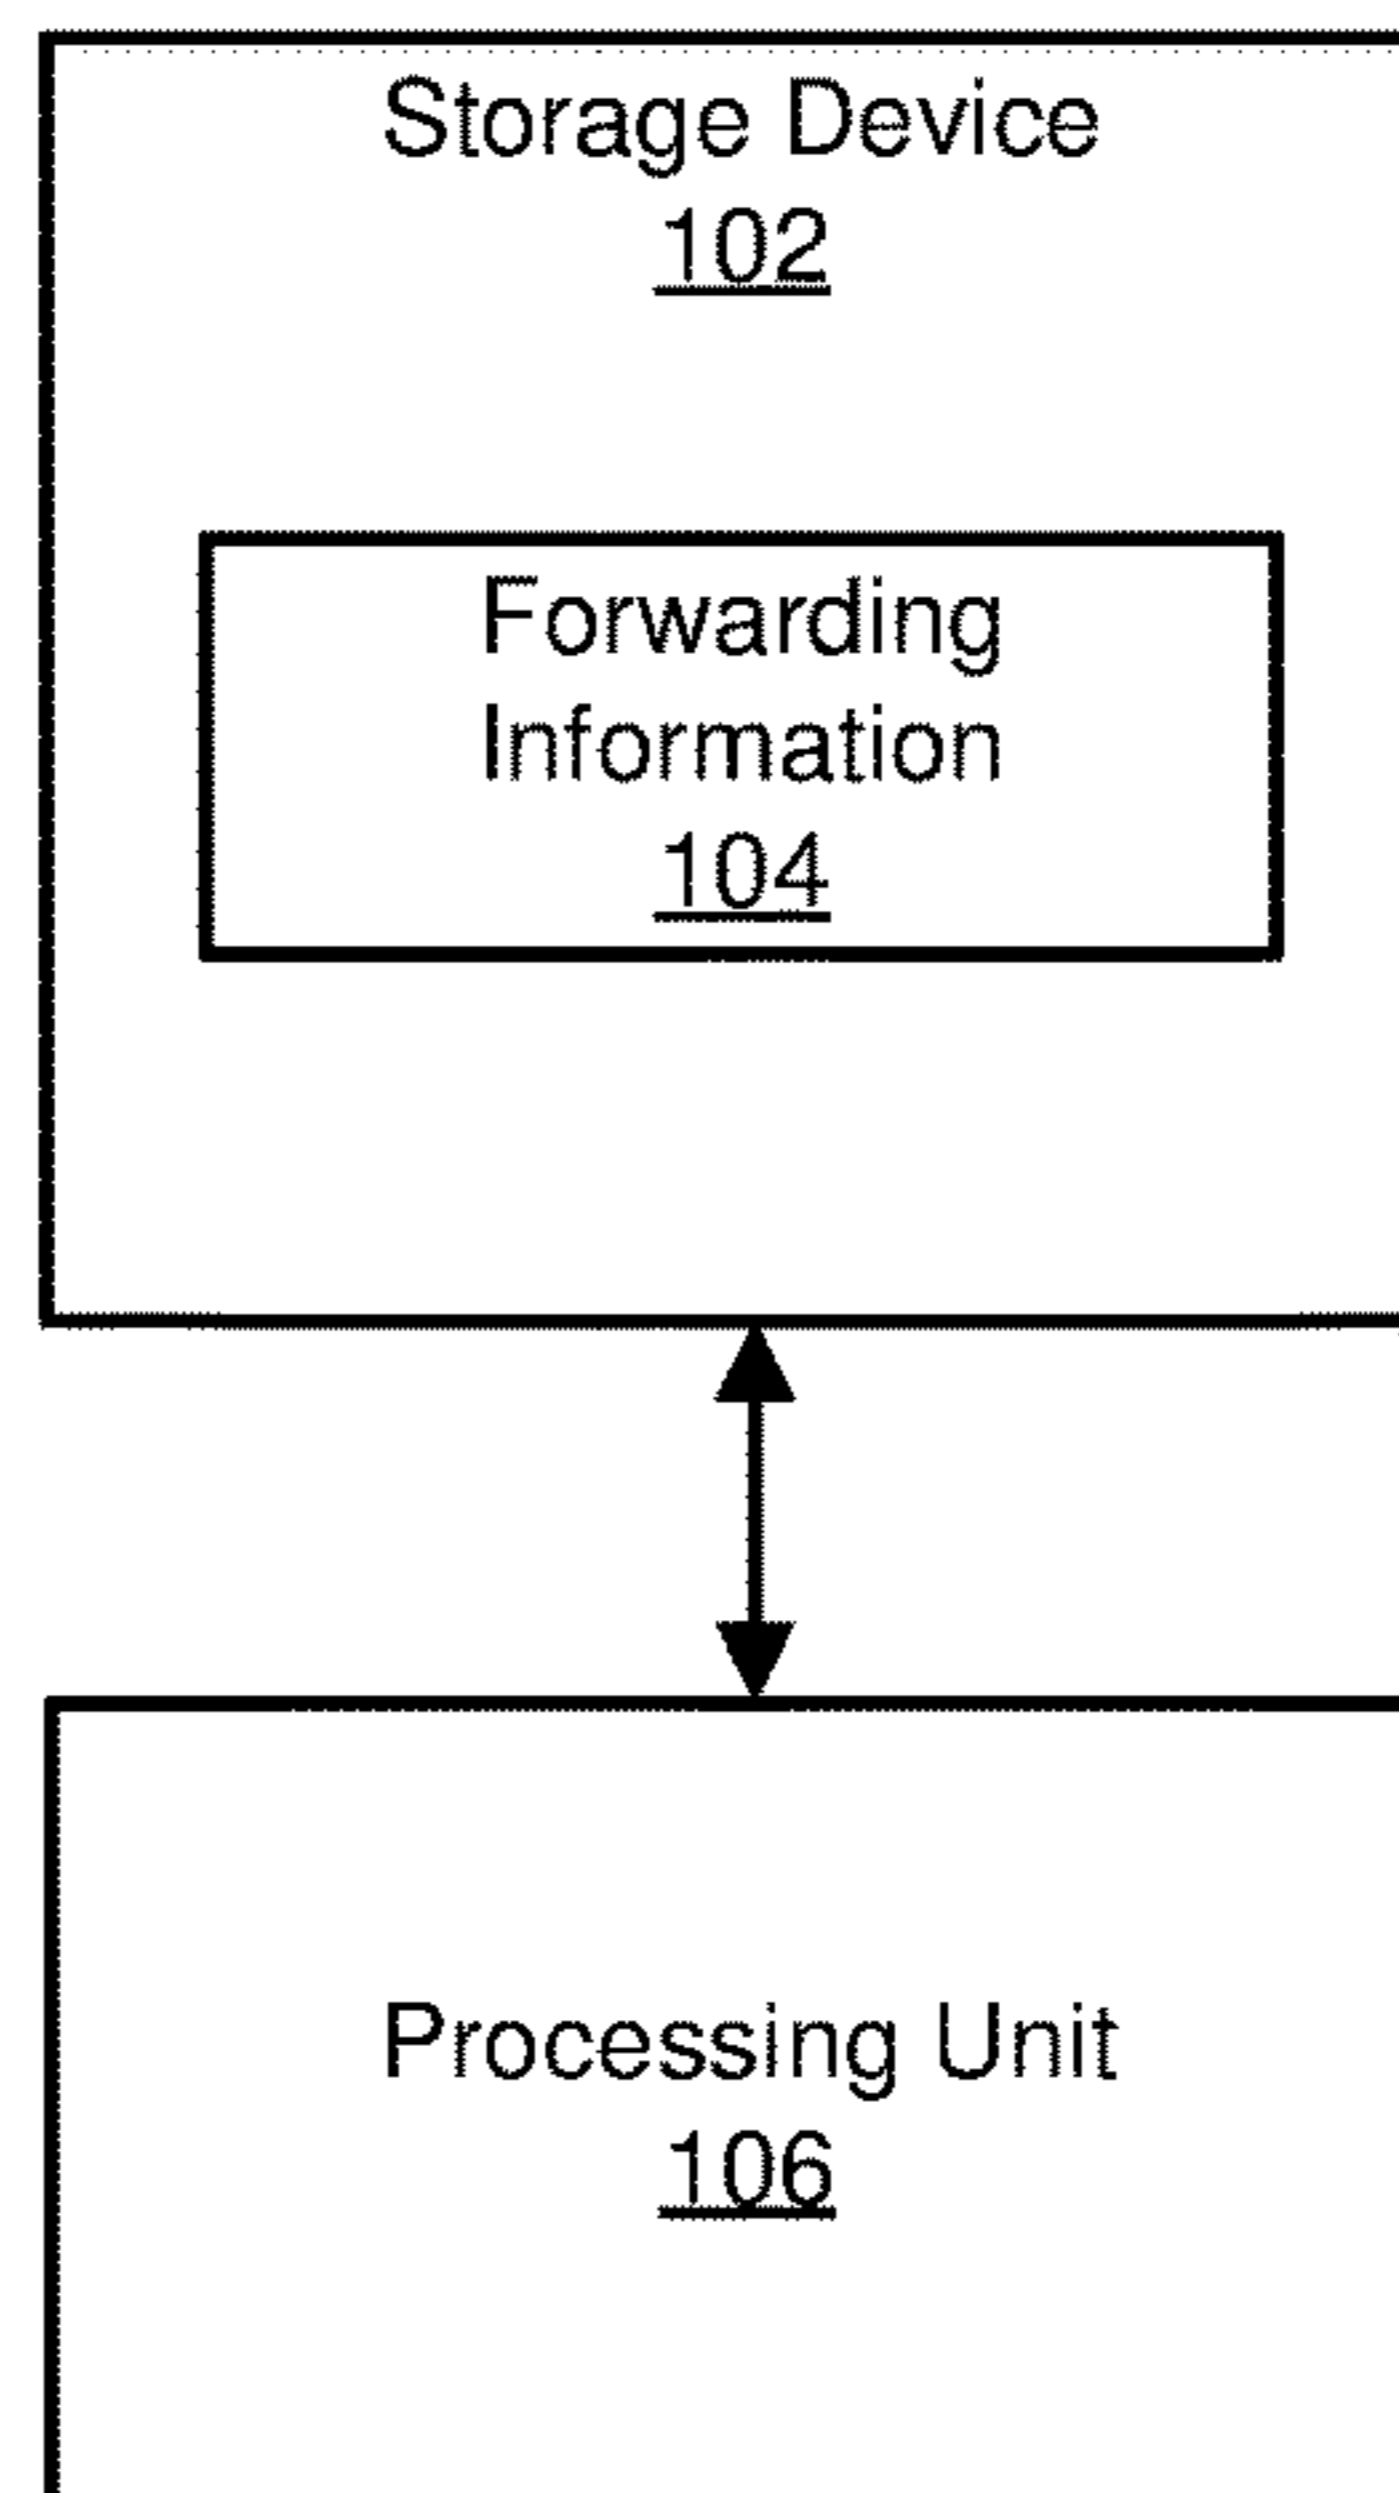 Storage Device
102
Forwarding
Information
104
Processing Unit
106